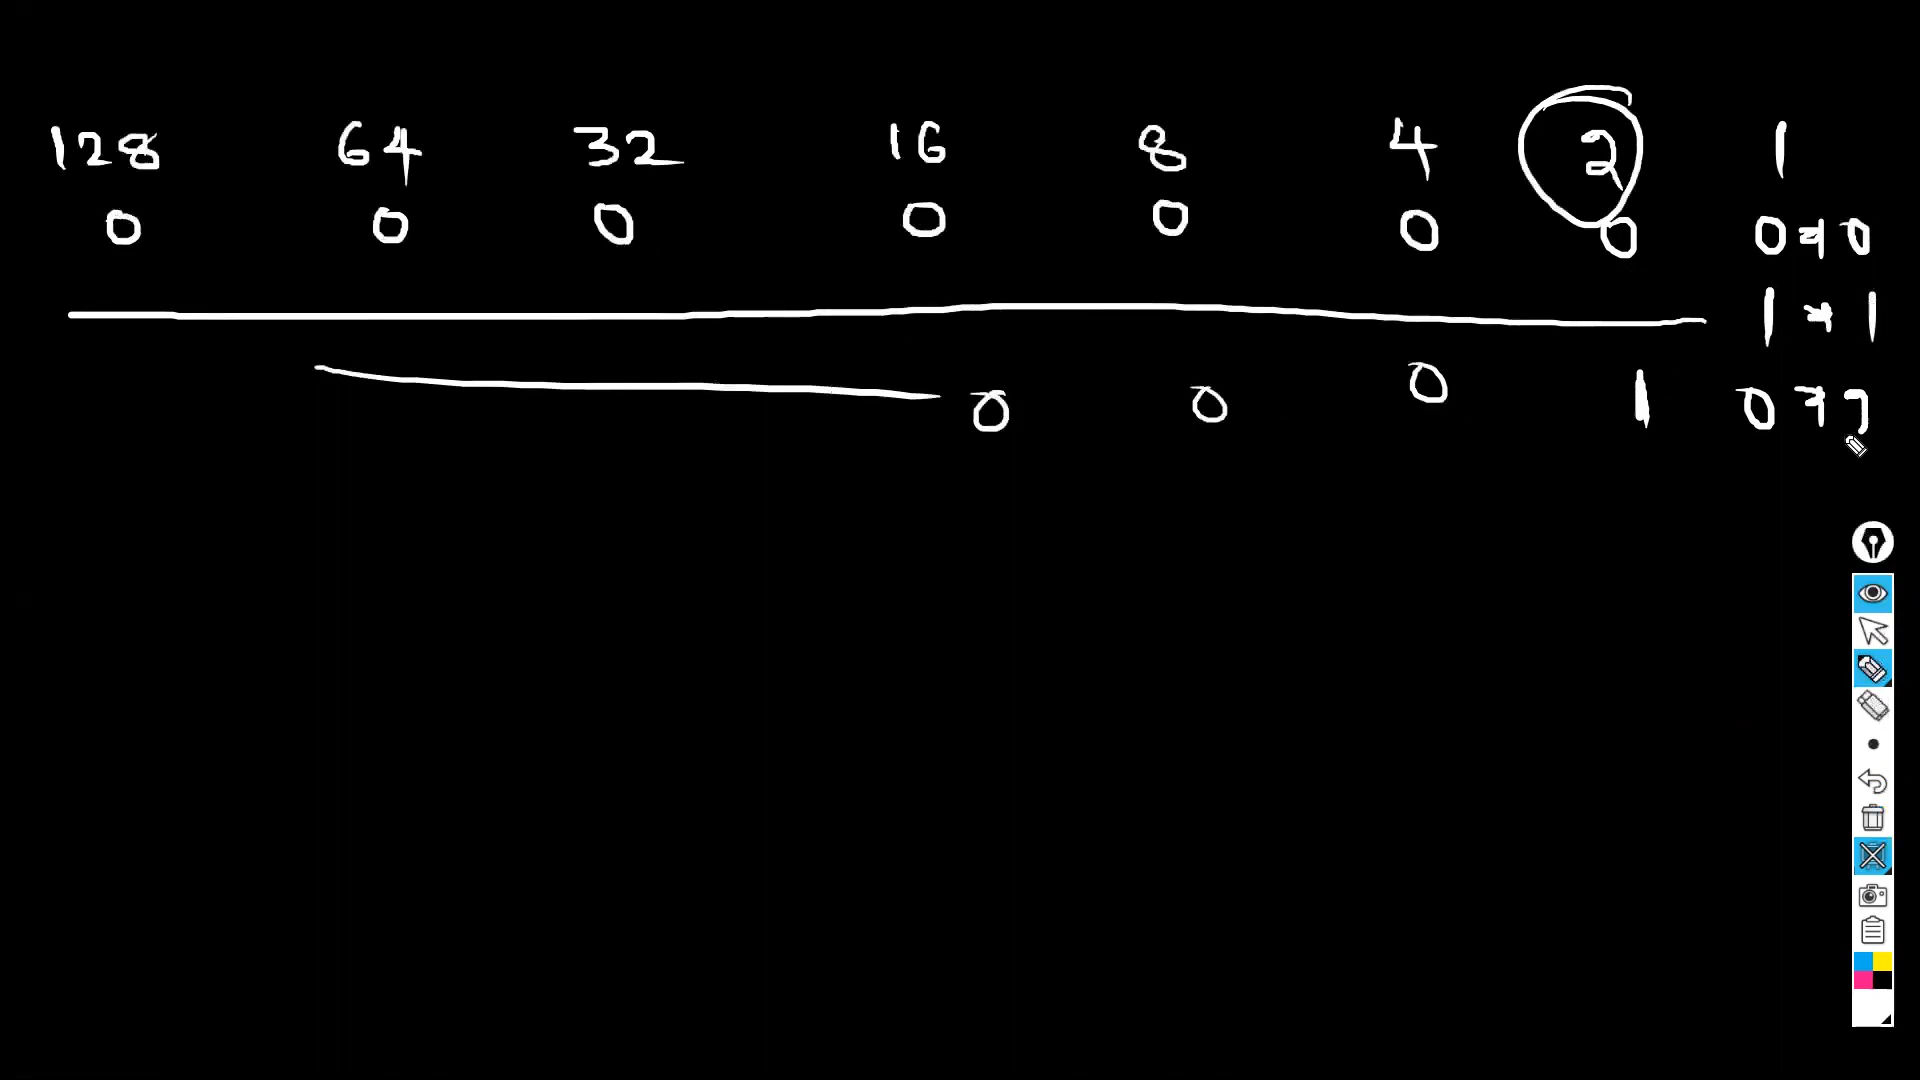 128 64 32 16 8 4 2 1
0 0 0 0 0 0 0 0 = 0
1 = 1
0 0 0 1 0 =